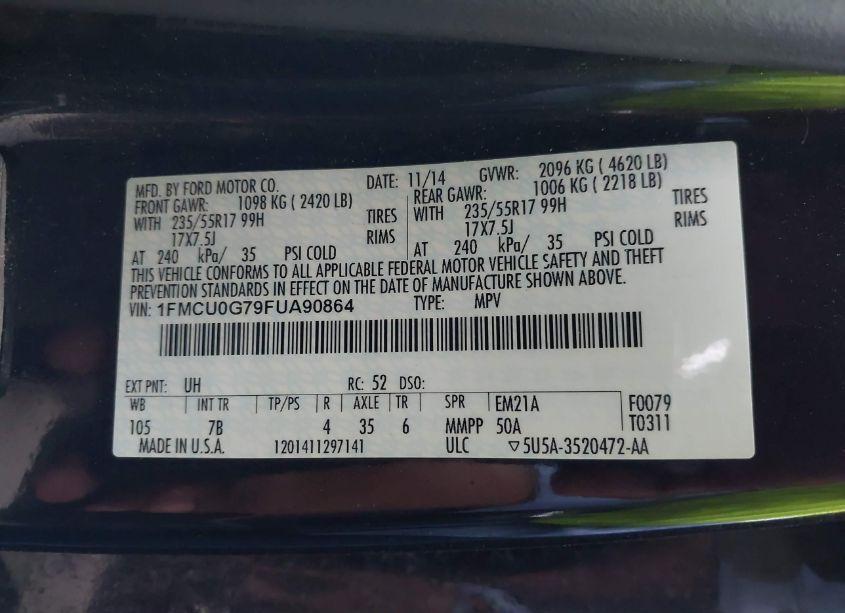 MFD. BY FORD MOTOR CO. DATE: 11/14 GVWR: 2096 KG ( 4620 LB)
FRONT GAWR: 1098 KG ( 2420 LB) REAR GAWR: 1006 KG ( 2218 LB)
WITH 235/55R17 99H TIRES WITH 235/55R17 99H TIRES
17X7.5J RIMS 17X7.5J RIMS
AT 240 kPa/ 35 PSI COLD AT 240 kPa/ 35 PSI COLD
THIS VEHICLE CONFORMS TO ALL APPLICABLE FEDERAL MOTOR VEHICLE SAFETY AND THEFT
PREVENTION STANDARDS IN EFFECT ON THE DATE OF MANUFACTURE SHOWN ABOVE.
VIN: 1FMCU0G79FUA90864 TYPE: MPV
EXT PNT: UH RC: 52 DSO:
WB INT TR TP/PS R AXLE TR SPR EM21A F0079
105 7B 4 35 6 MMPP 50A T0311
MADE IN U.S.A. 1201411297141 ULC ▽5U5A-3520472-AA